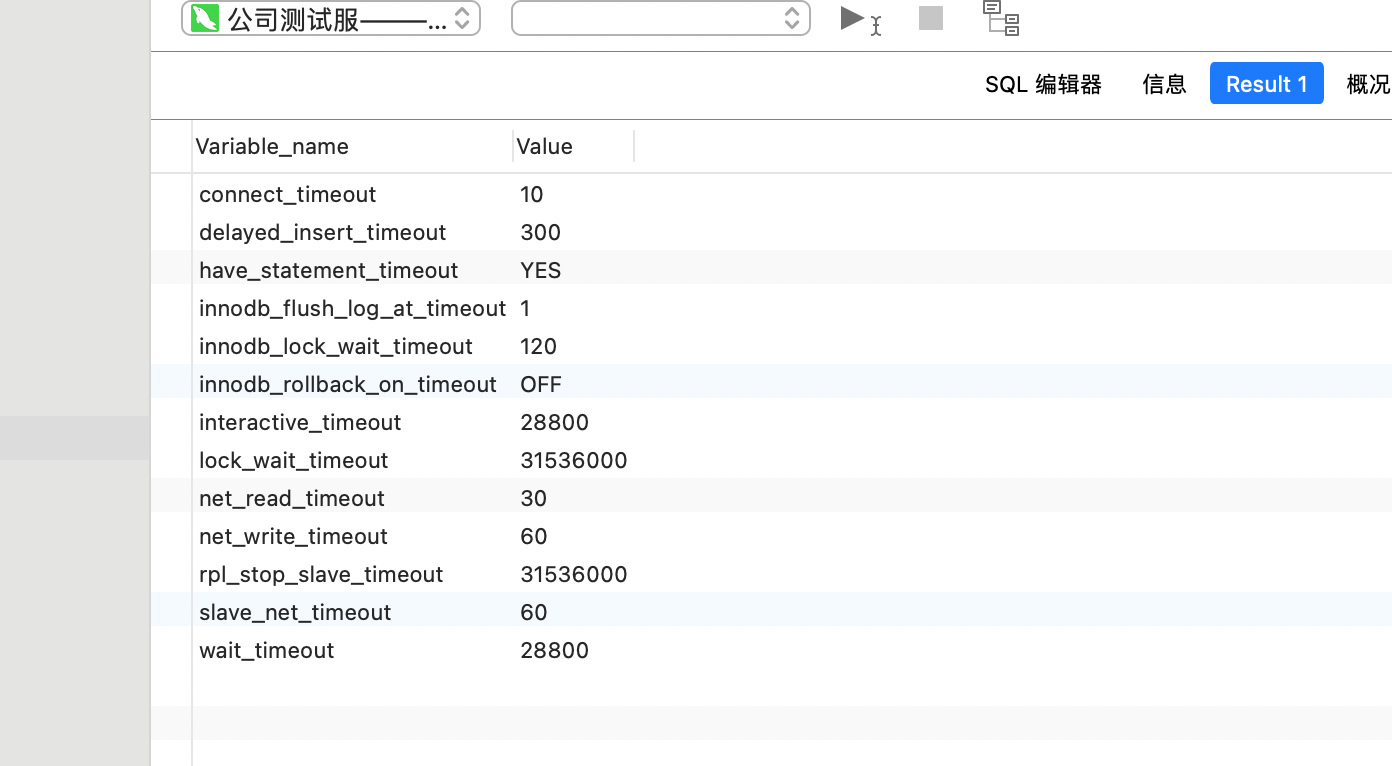 公司测试服———...
SQL 编辑器 信息 Result 1 概况
Variable_name Value
connect_timeout 10
delayed_insert_timeout 300
have_statement_timeout YES
innodb_flush_log_at_timeout 1
innodb_lock_wait_timeout 120
innodb_rollback_on_timeout OFF
interactive_timeout 28800
lock_wait_timeout 31536000
net_read_timeout 30
net_write_timeout 60
rpl_stop_slave_timeout 31536000
slave_net_timeout 60
wait_timeout 28800